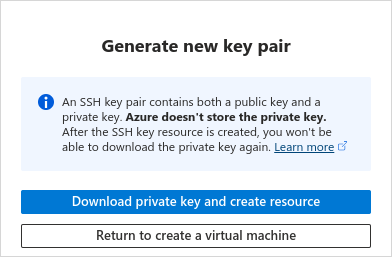 Generate new key pair
An SSH key pair contains both a public key and a
private key. Azure doesn't store the private key.
After the SSH key resource is created, you won't be
able to download the private key again. Learn more
Download private key and create resource
Return to create a virtual machine